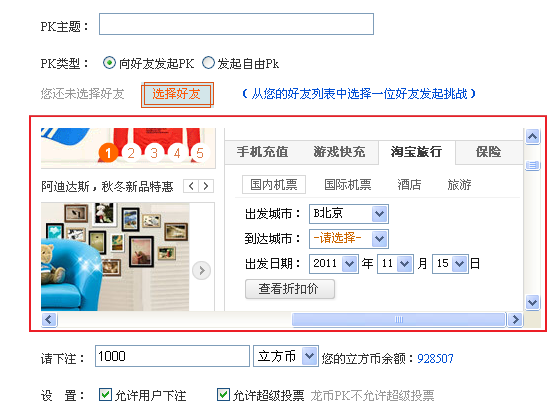 PK主题：
PK类型： 向好友发起PK 发起自由Pk
您还未选择好友 选择好友 （从您的好友列表中选择一位好友发起挑战）
1 2 3 4 5
手机充值 游戏快充 淘宝旅行 保险
阿迪达斯，秋冬新品特惠
国内机票 国际机票 酒店 旅游
出发城市： B北京
到达城市： -请选择-
出发日期： 2011 年 11 月 15 日
查看折扣价
请下注： 1000 立方币 您的立方币余额：928507
设 置： 允许用户下注 允许超级投票 龙币PK不允许超级投票